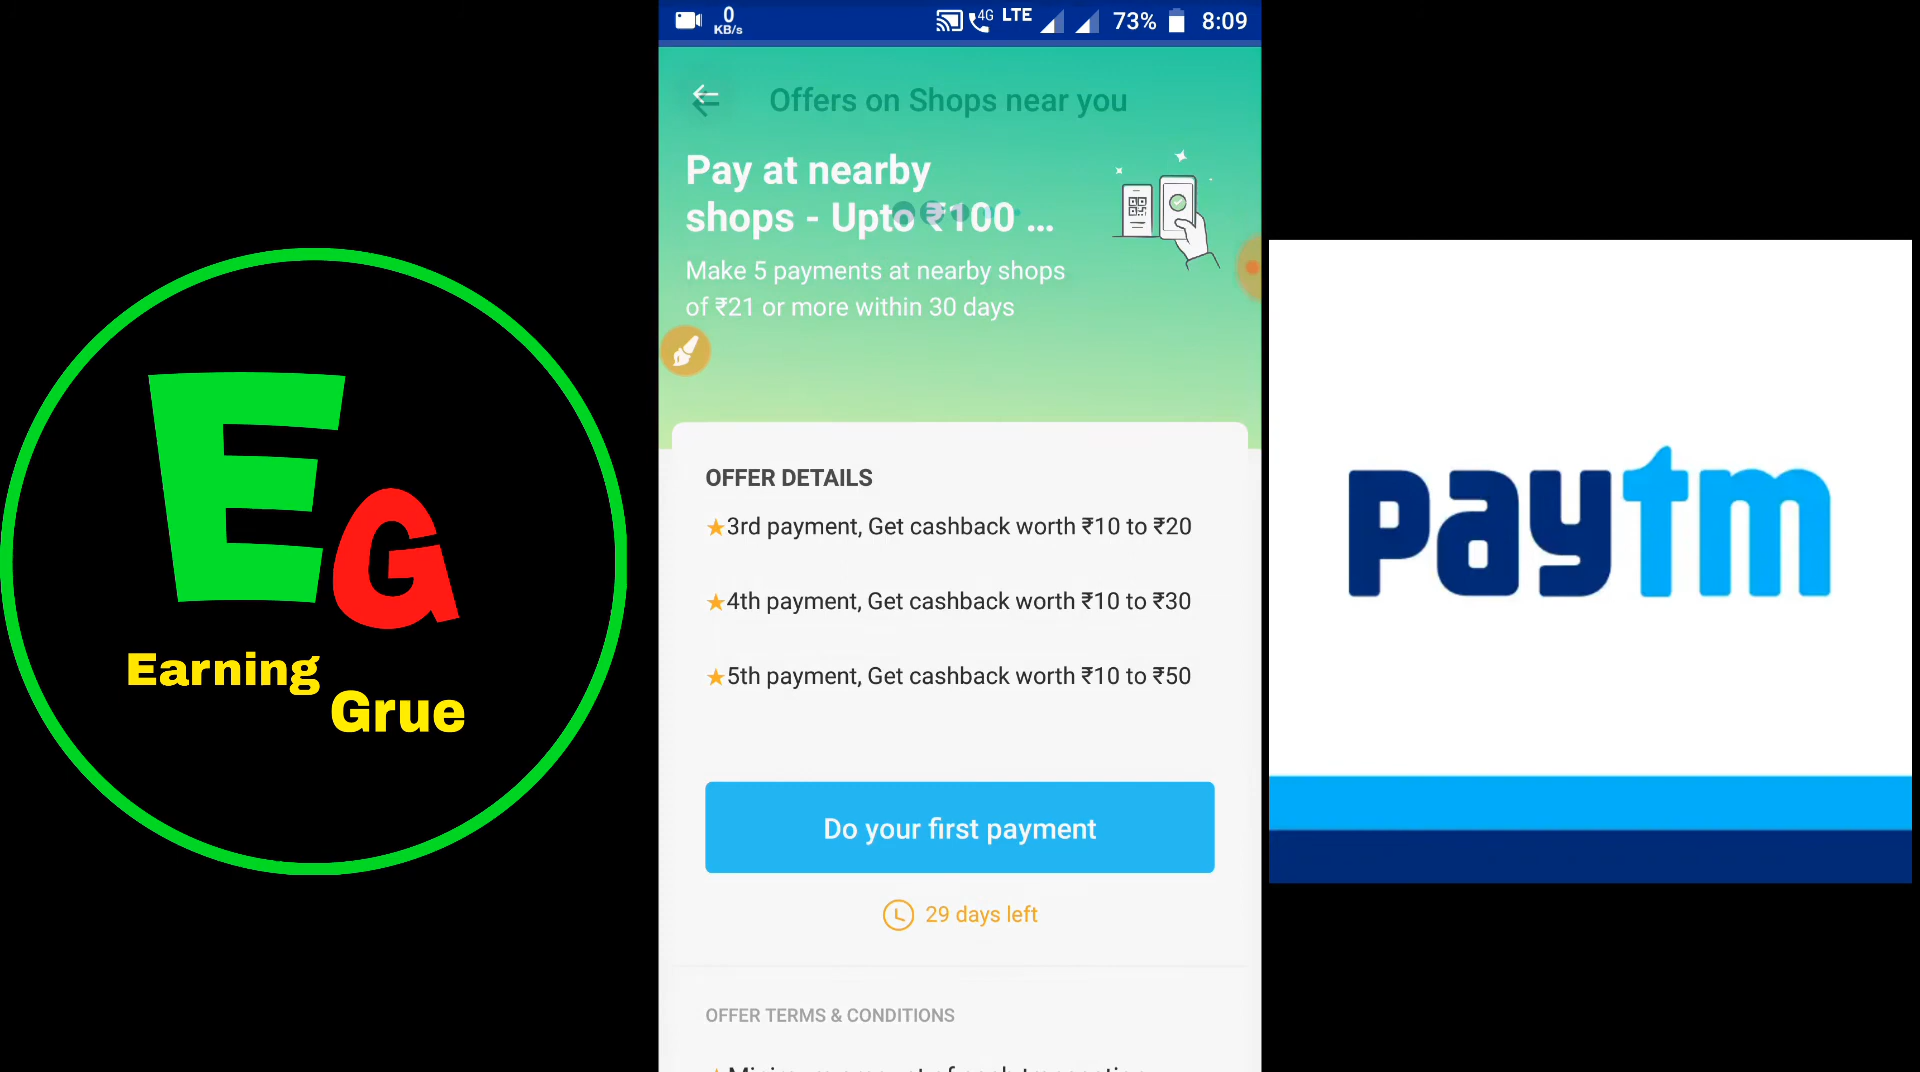 0
KB/s
4G LTE 73% 8:09
Offers on Shops near you
Pay at nearby
shops - Upto ₹100 ...
Make 5 payments at nearby shops
of ₹21 or more within 30 days
OFFER DETAILS
★3rd payment, Get cashback worth ₹10 to ₹20
★4th payment, Get cashback worth ₹10 to ₹30
★5th payment, Get cashback worth ₹10 to ₹50
Do your first payment
29 days left
OFFER TERMS & CONDITIONS
EG
Earning
Grue
paytm